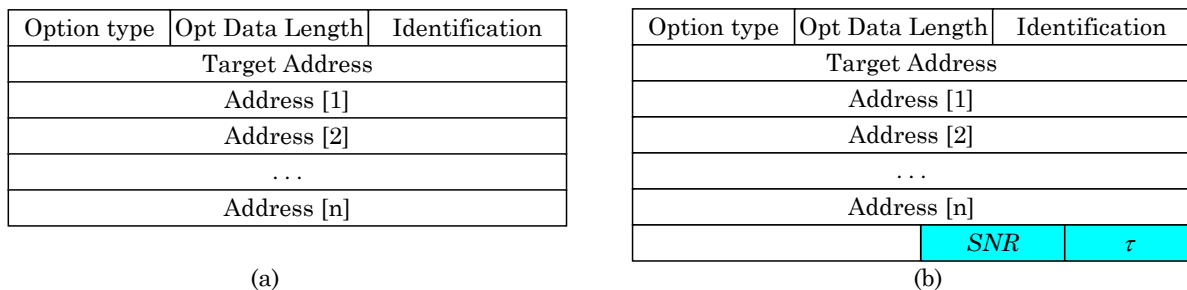 Option type Opt Data Length Identification
Target Address
Address [1]
Address [2]
. . .
Address [n]
(a)
Option type Opt Data Length Identification
Target Address
Address [1]
Address [2]
. . .
Address [n]
SNR τ
(b)